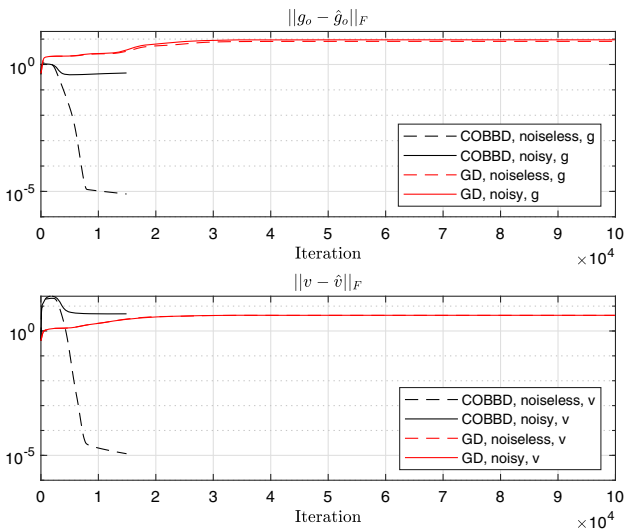 ||g_o − ĝ_o||_F
10^0
10^-5
COBBD, noiseless, g
COBBD, noisy, g
GD, noiseless, g
GD, noisy, g
0 1 2 3 4 5 6 7 8 9 10
Iteration
×10^4
||v − v̂||_F
10^0
10^-5
COBBD, noiseless, v
COBBD, noisy, v
GD, noiseless, v
GD, noisy, v
0 1 2 3 4 5 6 7 8 9 10
Iteration
×10^4